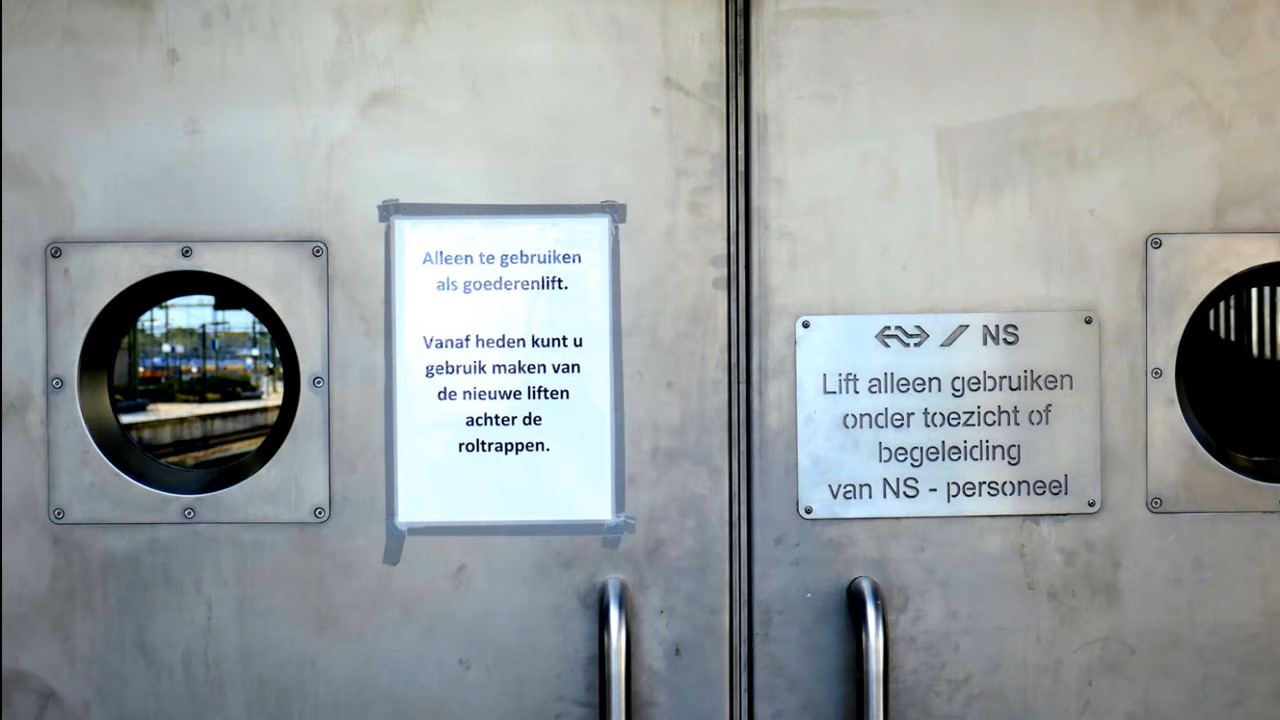 Alleen te gebruiken
als goederenlift.
Vanaf heden kunt u
gebruik maken van
de nieuwe liften
achter de
roltrappen.
NS
Lift alleen gebruiken
onder toezicht of
begeleiding
van NS - personeel